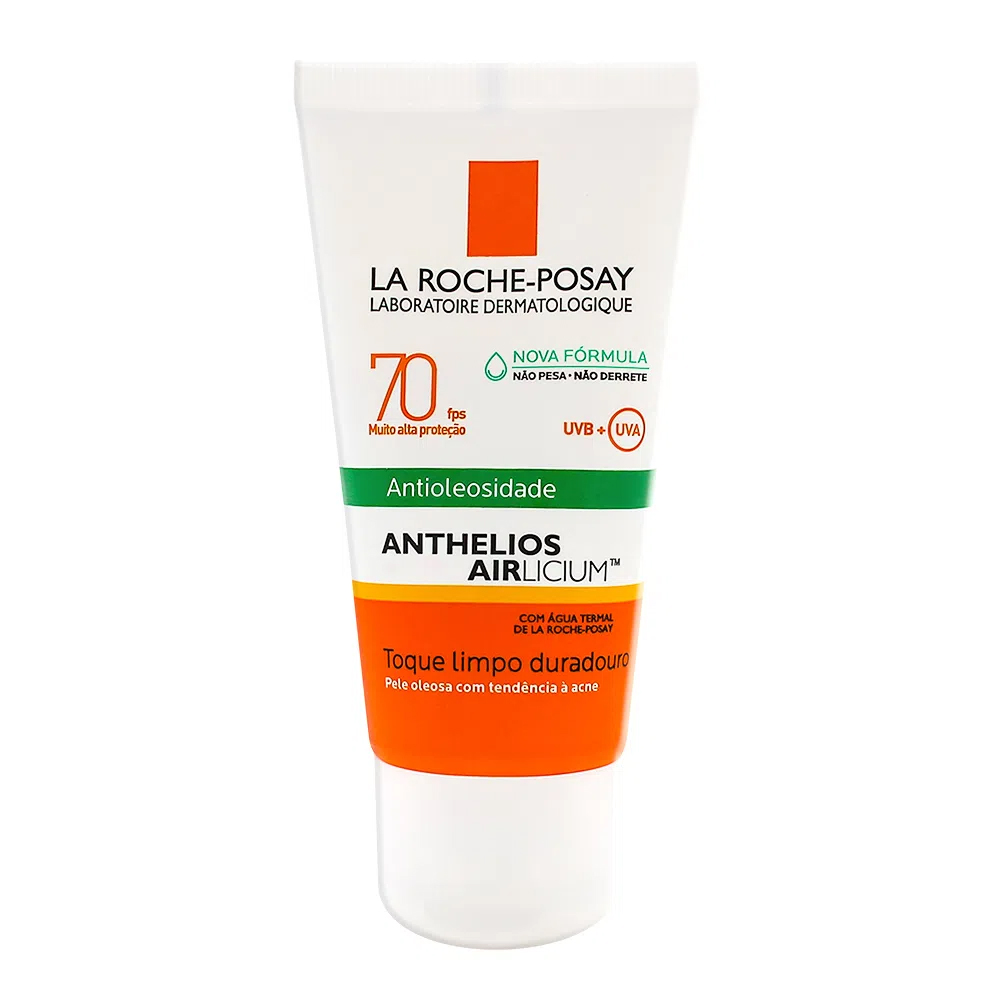 LA ROCHE-POSAY
LABORATOIRE DERMATOLOGIQUE
70 fps
Muito alta proteção
NOVA FÓRMULA
NÃO PESA • NÃO DERRETE
UVB + UVA
Antioleosidade
ANTHELIOS
AIRLICIUM™
COM ÁGUA TERMAL
DE LA ROCHE-POSAY
Toque limpo duradouro
Pele oleosa com tendência à acne